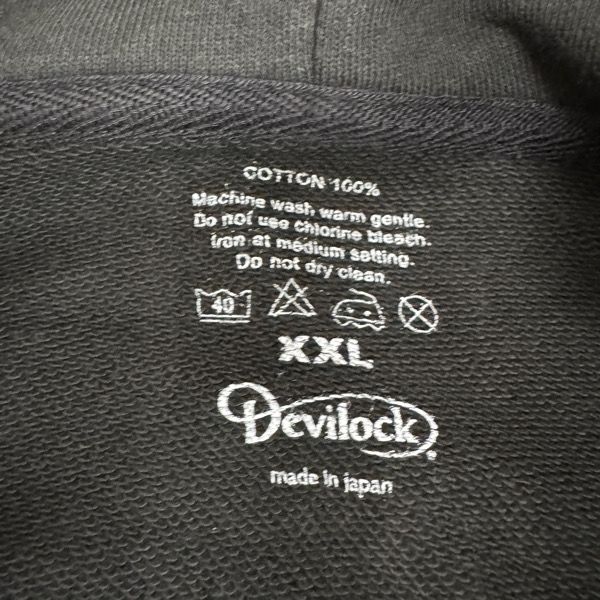 COTTON 100%
Machine wash warm gentle.
Do not use chlorine bleach.
Iron at medium setting.
Do not dry clean.
40
XXL
Devilock
made in japan